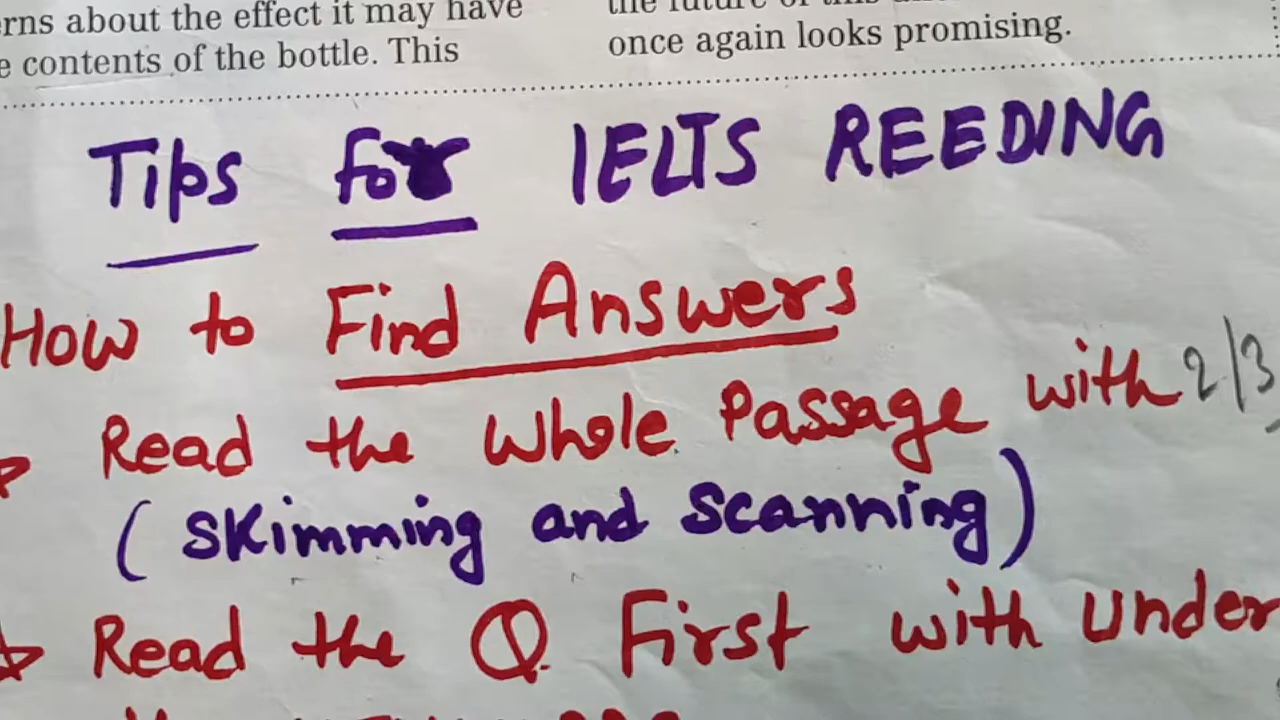 erns about the effect it may have
e contents of the bottle. This
once again looks promising.
Tips for IELTS REEDING
How to Find Answers
Read the Whole Passage with 2/3
(Skimming and Scanning)
Read the Q First with Under